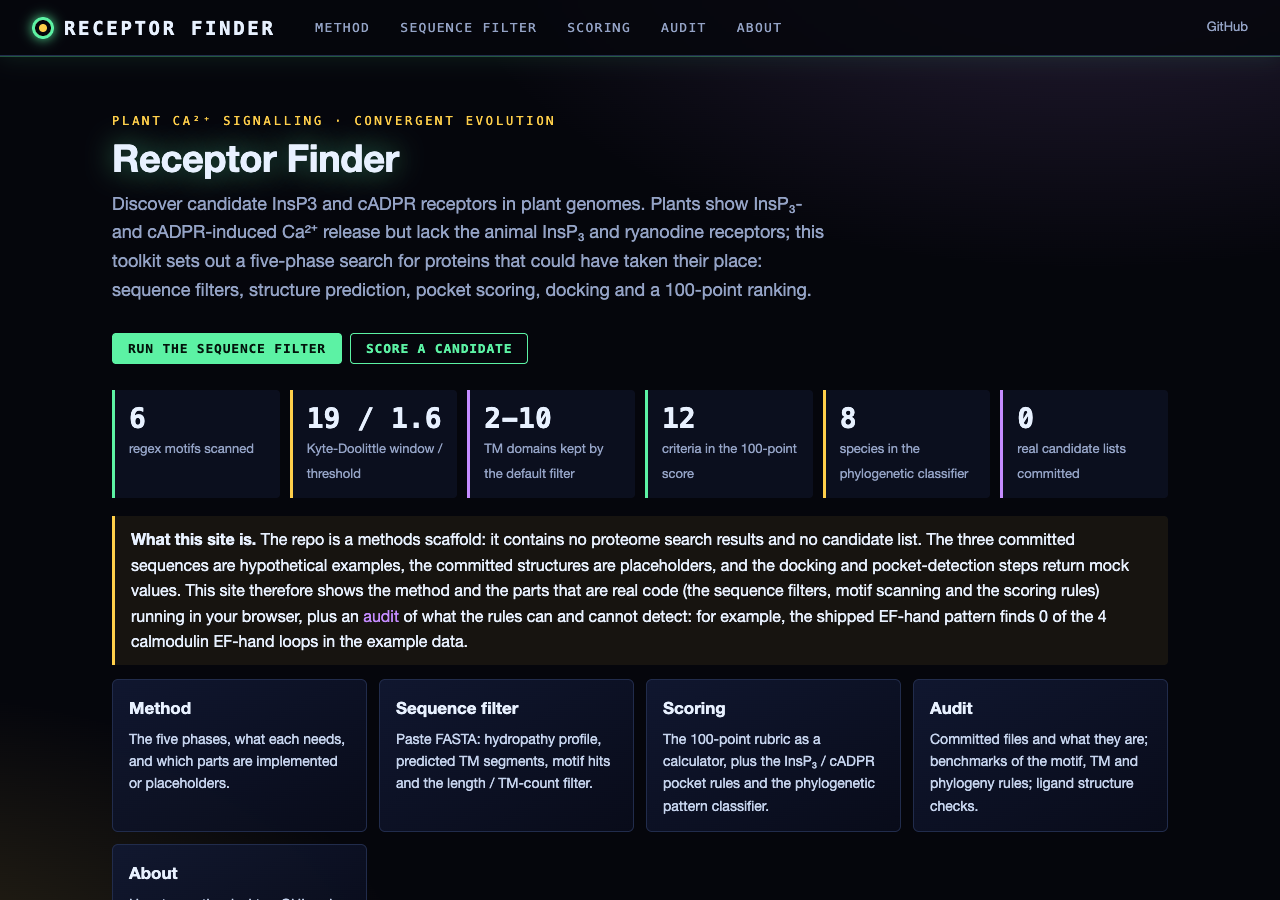 RECEPTOR FINDER
METHOD
SEQUENCE FILTER
SCORING
AUDIT
ABOUT
GitHub
PLANT CA²⁺ SIGNALLING · CONVERGENT EVOLUTION
Receptor Finder
Discover candidate InsP3 and cADPR receptors in plant genomes. Plants show InsP₃-
and cADPR-induced Ca²⁺ release but lack the animal InsP₃ and ryanodine receptors; this
toolkit sets out a five-phase search for proteins that could have taken their place:
sequence filters, structure prediction, pocket scoring, docking and a 100-point ranking.
RUN THE SEQUENCE FILTER
SCORE A CANDIDATE
6
regex motifs scanned
19 / 1.6
Kyte-Doolittle window /
threshold
2–10
TM domains kept by
the default filter
12
criteria in the 100-point
score
8
species in the
phylogenetic classifier
0
real candidate lists
committed
What this site is. The repo is a methods scaffold: it contains no proteome search results and no candidate list. The three committed
sequences are hypothetical examples, the committed structures are placeholders, and the docking and pocket-detection steps return mock
values. This site therefore shows the method and the parts that are real code (the sequence filters, motif scanning and the scoring rules)
running in your browser, plus an audit of what the rules can and cannot detect: for example, the shipped EF-hand pattern finds 0 of the 4
calmodulin EF-hand loops in the example data.
Method
The five phases, what each needs,
and which parts are implemented
or placeholders.
Sequence filter
Paste FASTA: hydropathy profile,
predicted TM segments, motif hits
and the length / TM-count filter.
Scoring
The 100-point rubric as a
calculator, plus the InsP₃ / cADPR
pocket rules and the phylogenetic
pattern classifier.
Audit
Committed files and what they are;
benchmarks of the motif, TM and
phylogeny rules; ligand structure
checks.
About